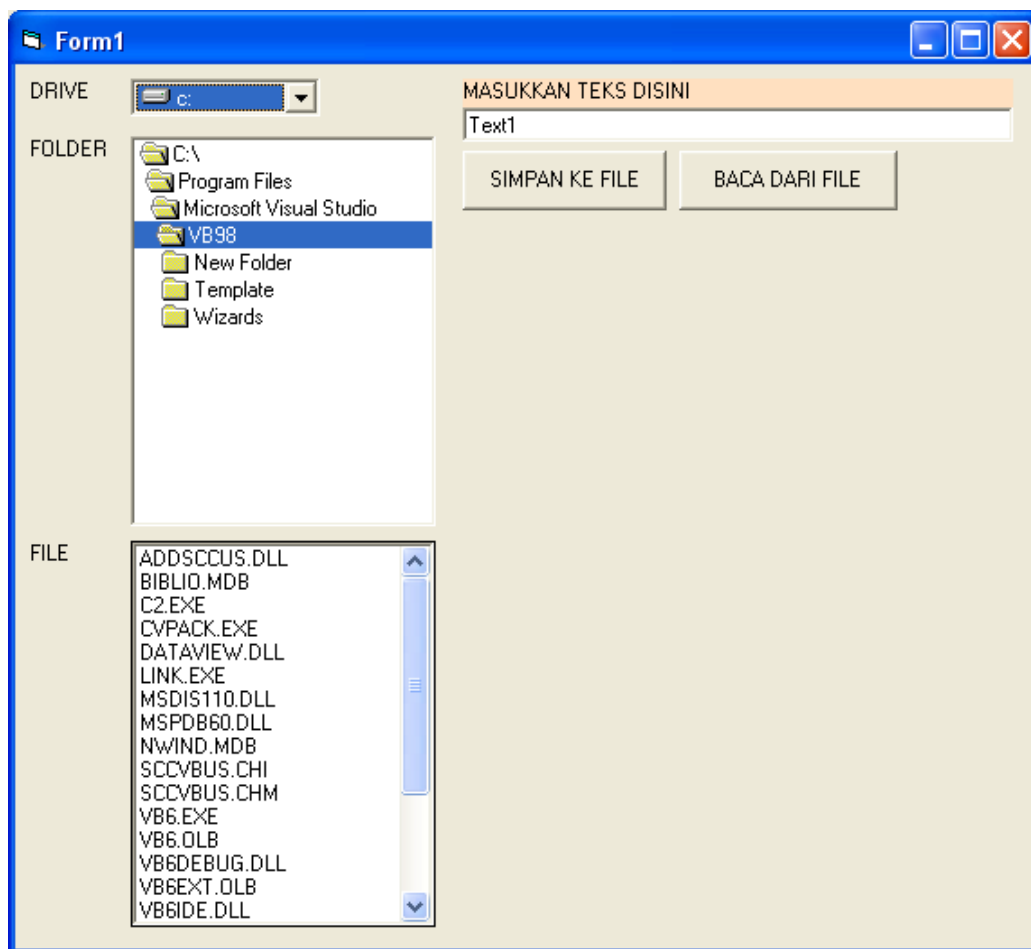 Form1
DRIVE
c:
FOLDER
C:\
Program Files
Microsoft Visual Studio
VB98
New Folder
Template
Wizards
FILE
ADDSCCUS.DLL
BIBLIO.MDB
C2.EXE
CVPACK.EXE
DATAVIEW.DLL
LINK.EXE
MSDIS110.DLL
MSPDB60.DLL
NWIND.MDB
SCCVBUS.CHI
SCCVBUS.CHM
VB6.EXE
VB6.OLB
VB6DEBUG.DLL
VB6EXT.OLB
VB6IDE.DLL
MASUKKAN TEKS DISINI
Text1
SIMPAN KE FILE
BACA DARI FILE